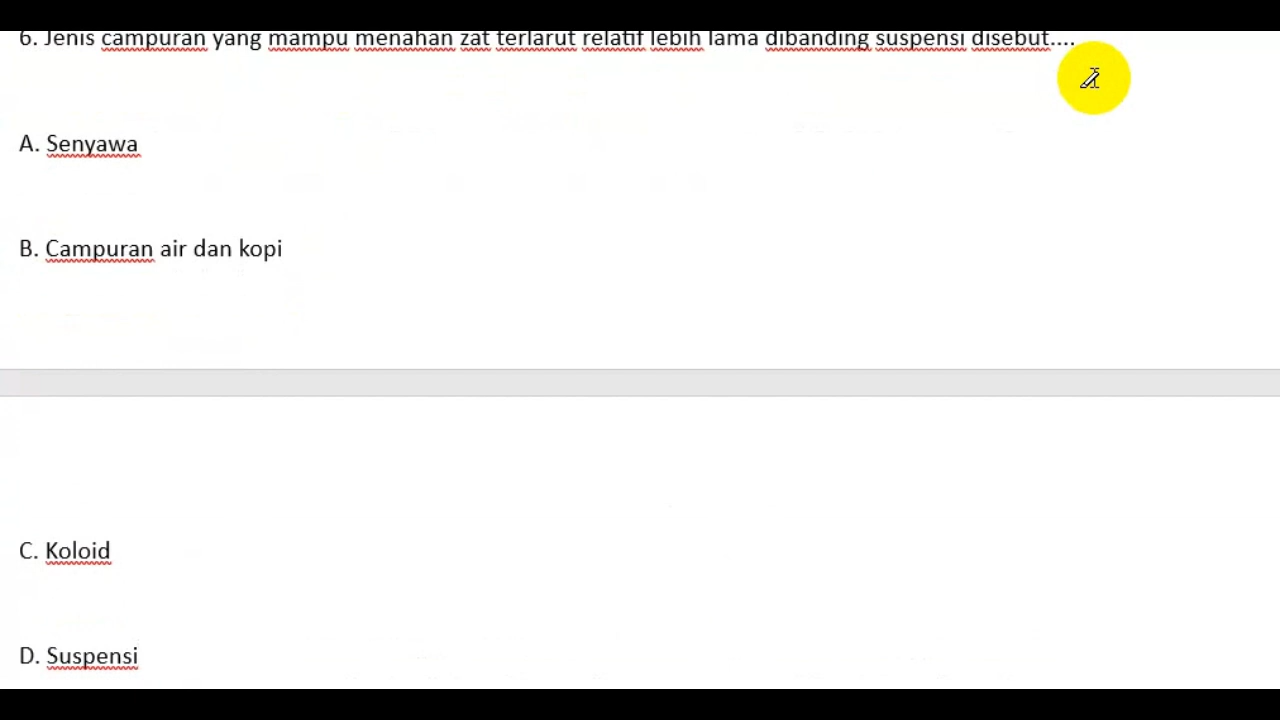 6. Jenis campuran yang mampu menahan zat terlarut relatif lebih lama dibanding suspensi disebut....
A. Senyawa
B. Campuran air dan kopi
C. Koloid
D. Suspensi